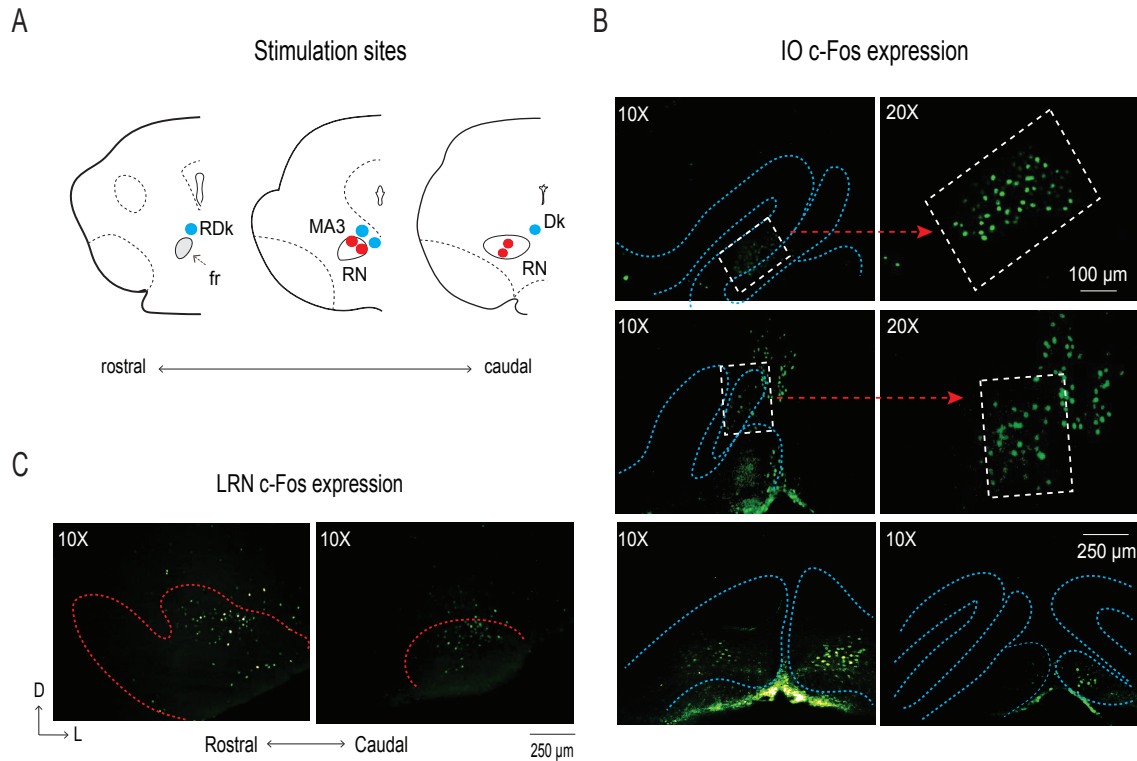 A
Stimulation sites
RDk
fr
MA3
RN
Dk
RN
rostral
caudal
B
IO c-Fos expression
10X
20X
100 µm
10X
20X
10X
10X
250 µm
C
LRN c-Fos expression
10X
10X
D
L
Rostral
Caudal
250 µm